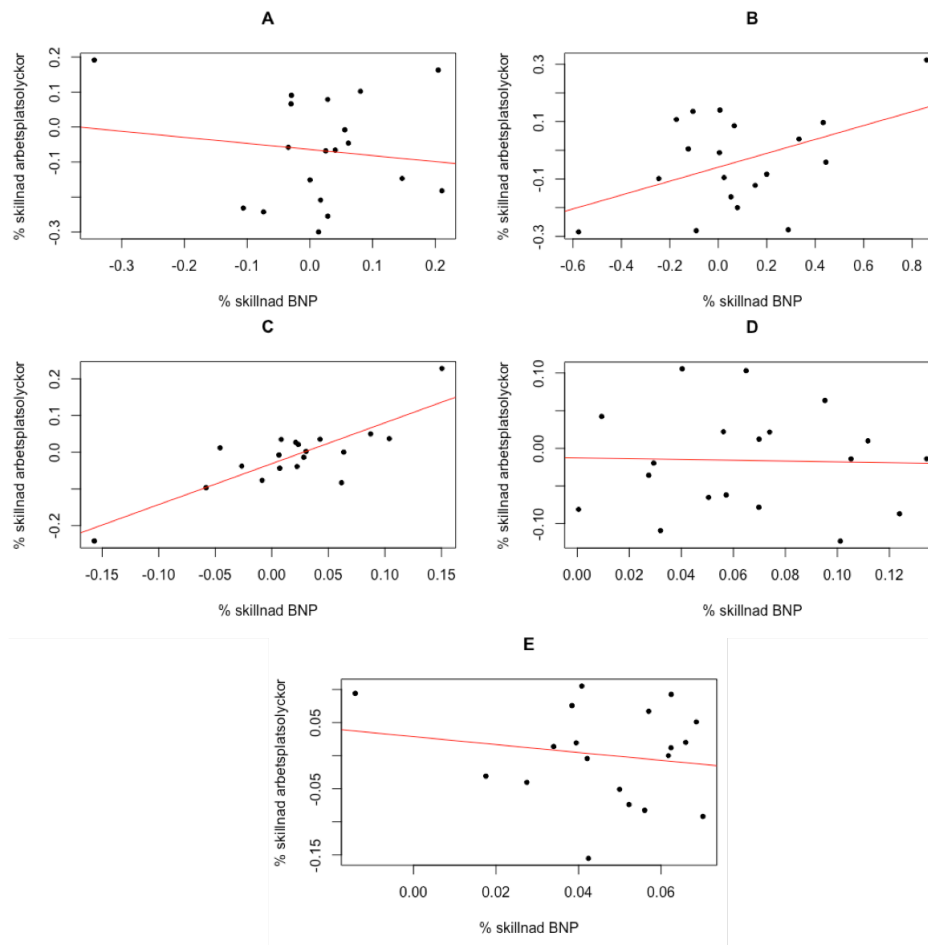 A
% skillnad arbetsplatsolyckor
0.2
0.1
0.0
-0.1
-0.3
-0.3 -0.2 -0.1 0.0 0.1 0.2
% skillnad BNP
B
% skillnad arbetsplatsolyckor
0.3
0.1
-0.1
-0.3
-0.6 -0.4 -0.2 0.0 0.2 0.4 0.6 0.8
% skillnad BNP
C
% skillnad arbetsplatsolyckor
0.2
0.0
-0.2
-0.15 -0.10 -0.05 0.00 0.05 0.10 0.15
% skillnad BNP
D
% skillnad arbetsplatsolyckor
0.10
0.00
-0.10
0.00 0.02 0.04 0.06 0.08 0.10 0.12
% skillnad BNP
E
% skillnad arbetsplatsolyckor
0.05
-0.05
-0.15
0.00 0.02 0.04 0.06
% skillnad BNP